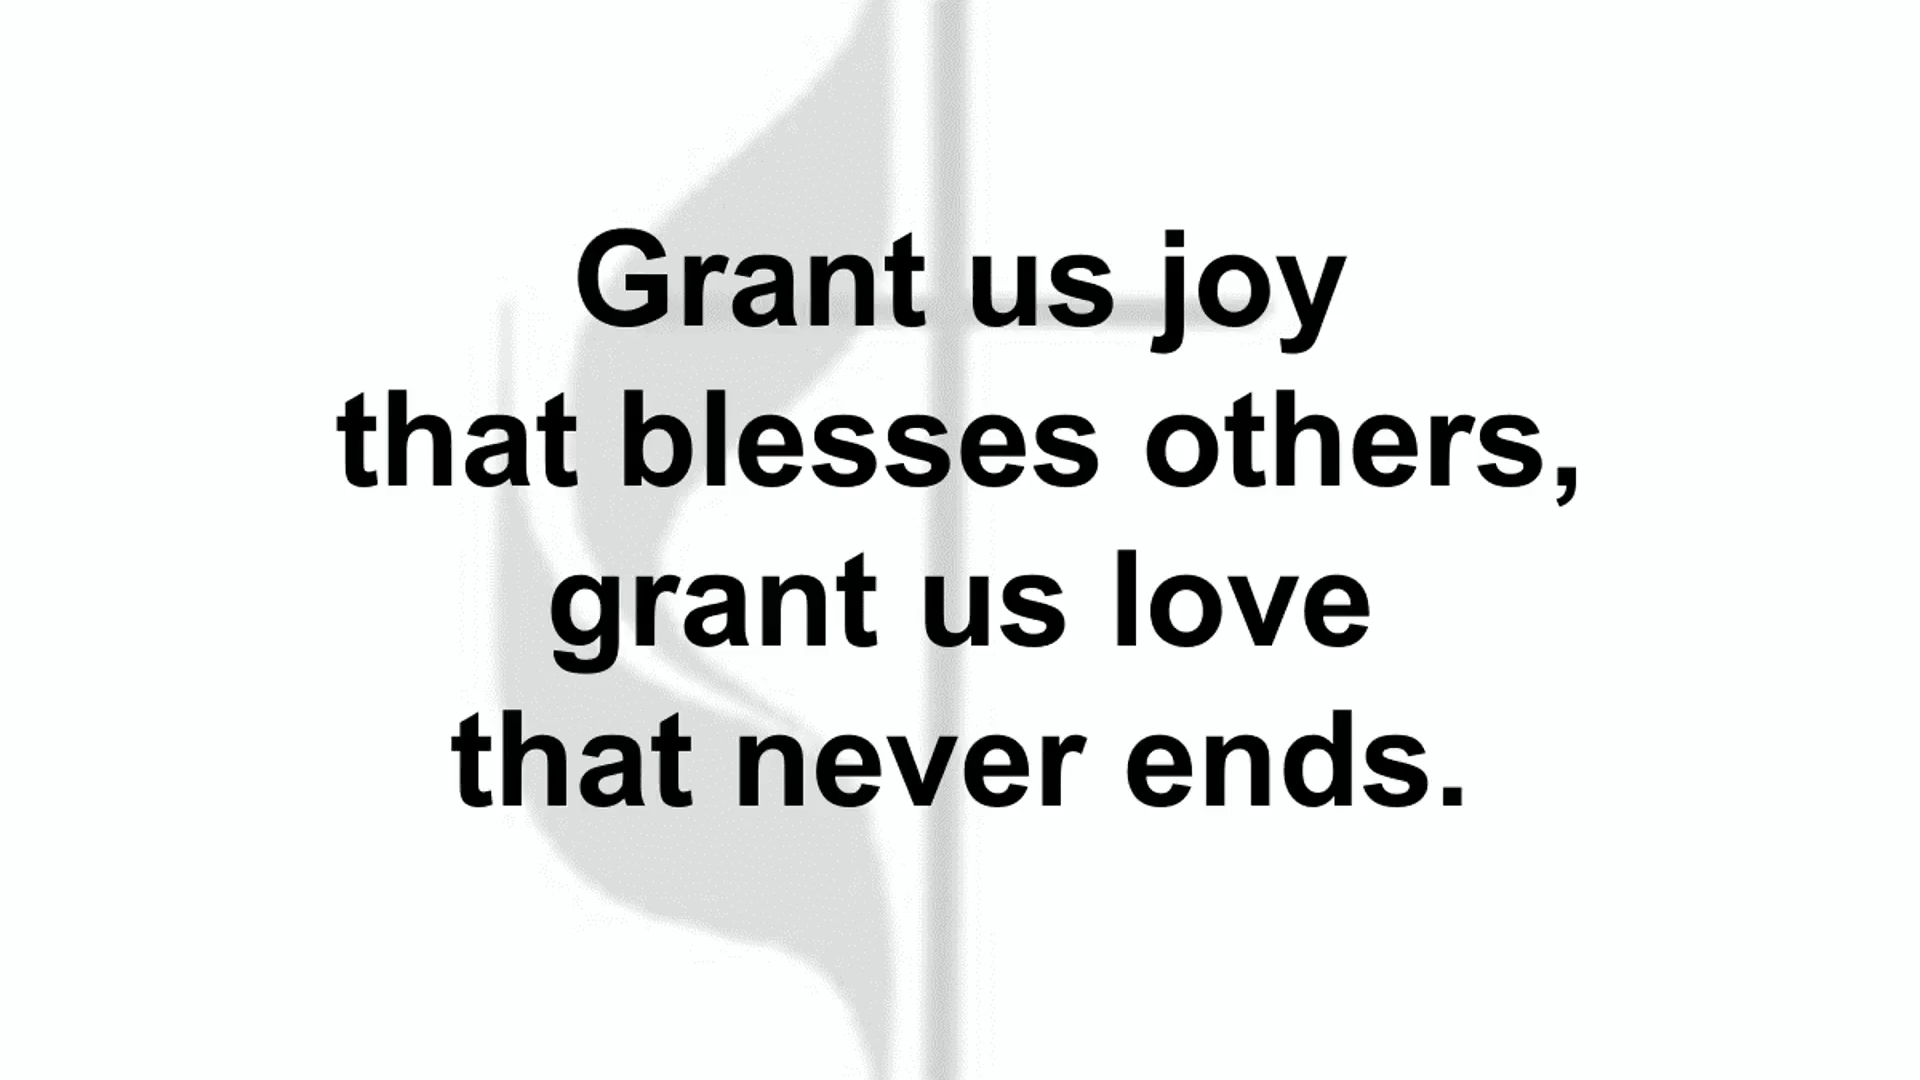 Grant us joy
that blesses others,
grant us love
that never ends.